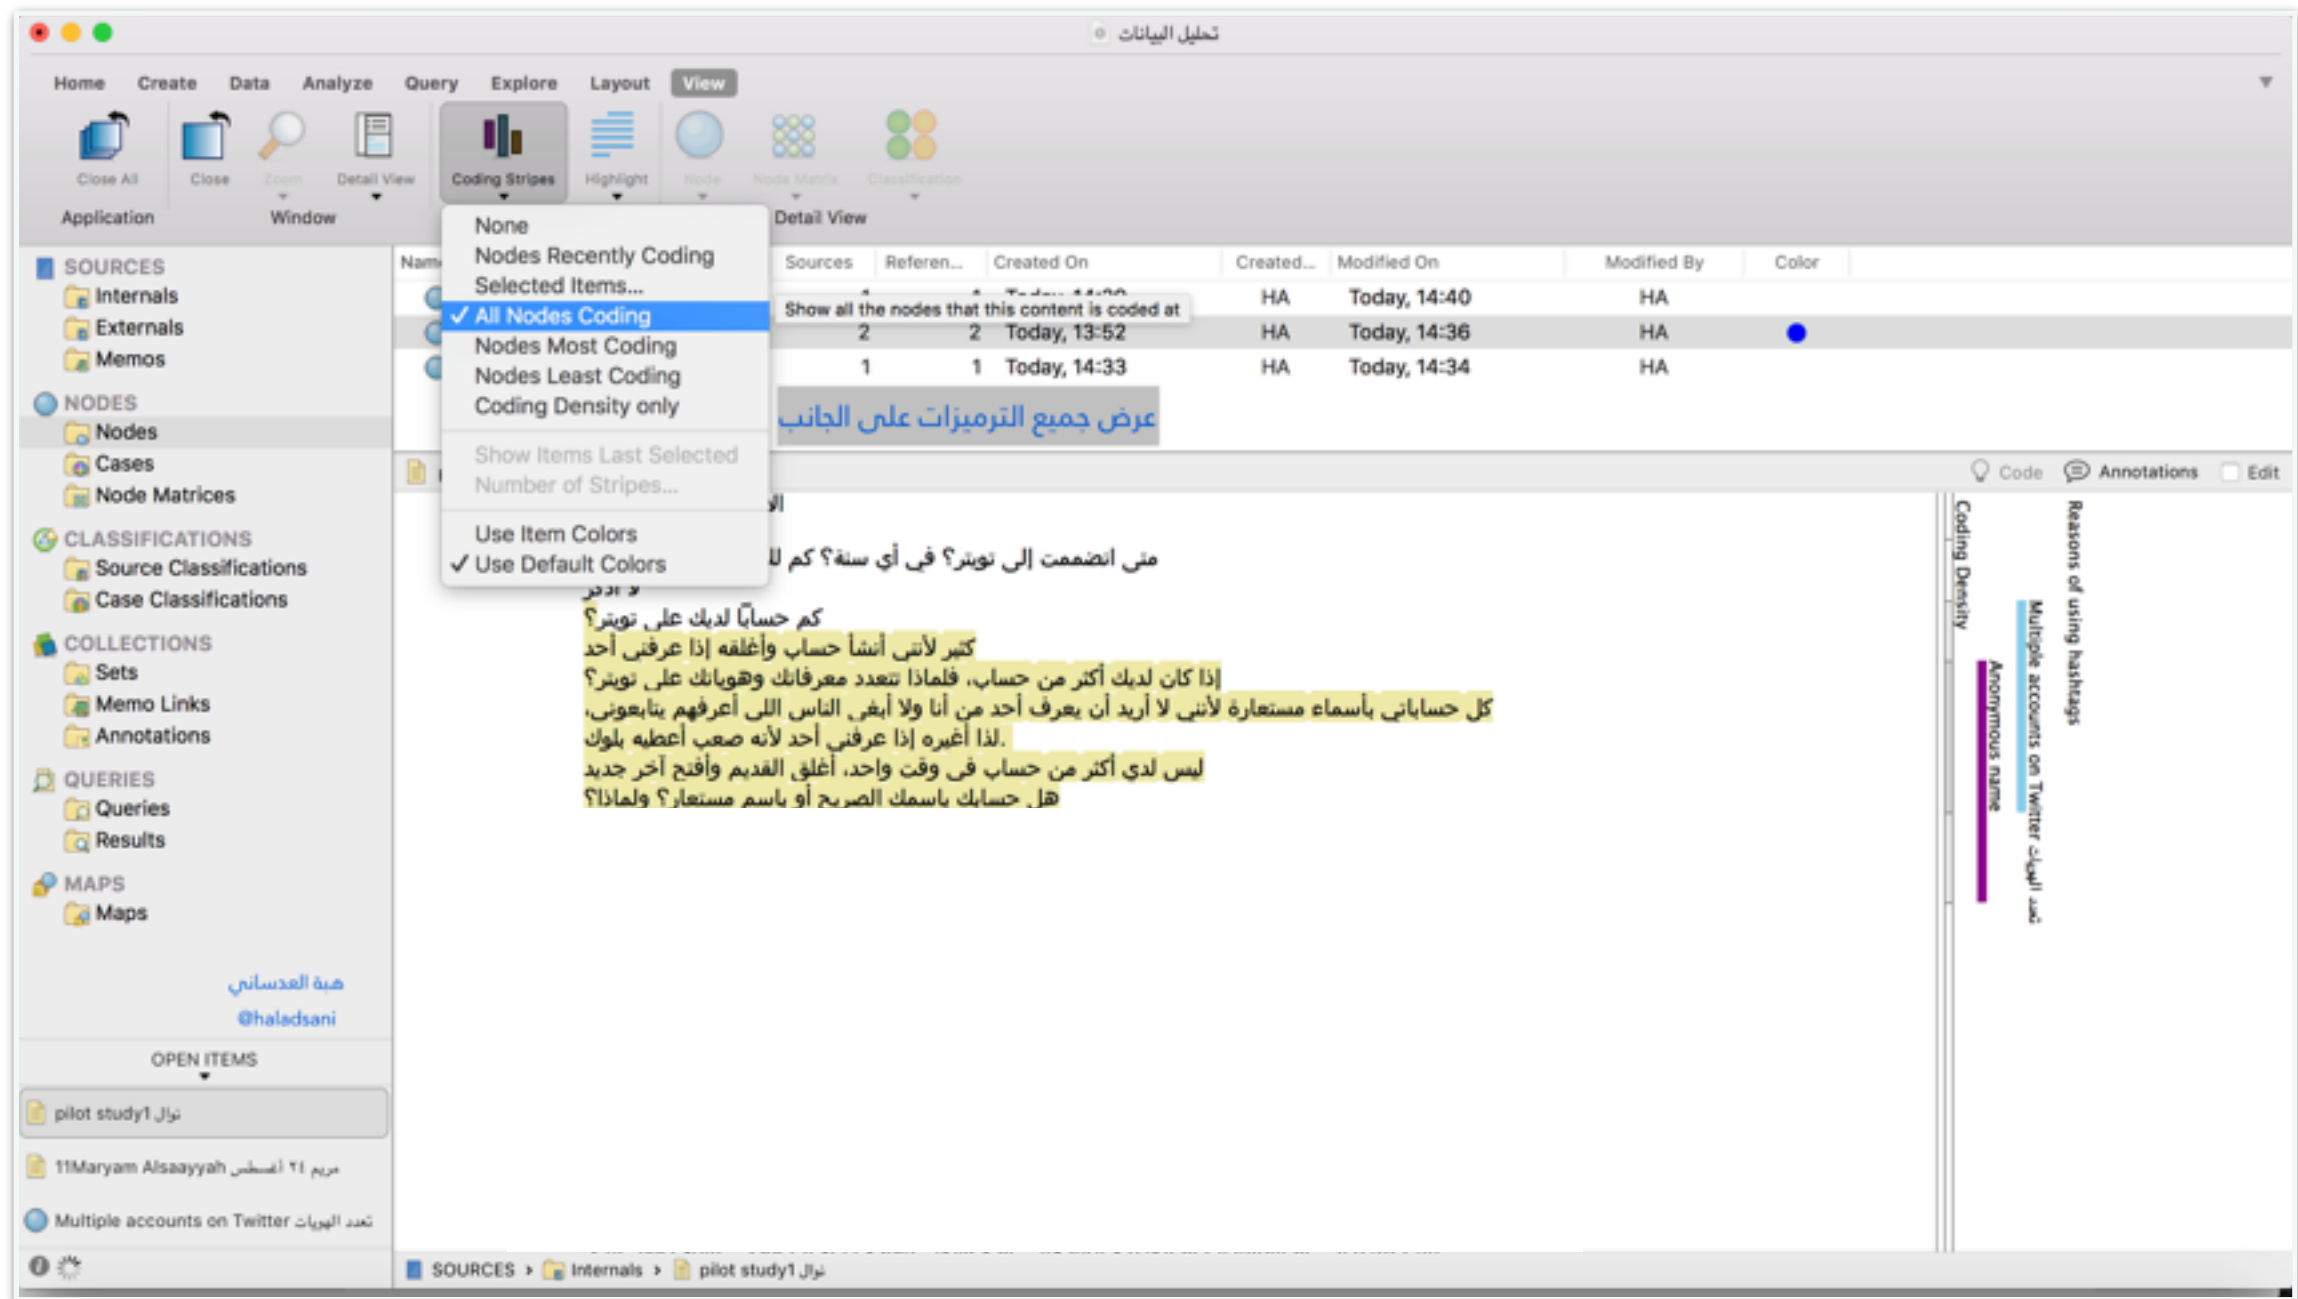 تحليل البيانات
Home Create Data Analyze Query Explore Layout View
Close All Close Zoom Detail View Coding Stripes Highlight Node Node Matrix Classification
Application Window Detail View
None
Nodes Recently Coding
Selected Items...
✓ All Nodes Coding
Nodes Most Coding
Nodes Least Coding
Coding Density only
Show Items Last Selected
Number of Stripes...
Use Item Colors
✓ Use Default Colors
Show all the nodes that this content is coded at
SOURCES
Internals
Externals
Memos
NODES
Nodes
Cases
Node Matrices
CLASSIFICATIONS
Source Classifications
Case Classifications
COLLECTIONS
Sets
Memo Links
Annotations
QUERIES
Queries
Results
MAPS
Maps
هبة العدساني
@haladsani
OPEN ITEMS
pilot study1 نوال
11Maryam Alsaayyah مريم ٢٤ أغسطس
Multiple accounts on Twitter تعدد الهويات
Sources Referen... Created On Created... Modified On Modified By Color
HA Today, 14:40 HA
2 2 Today, 13:52 HA Today, 14:36 HA
1 1 Today, 14:33 HA Today, 14:34 HA
عرض جميع الترميزات على الجانب
Code Annotations Edit
متى انضممت إلى تويتر؟ في أي سنة؟ كم
لا أذكر
كم حسابًا لديك على تويتر؟
كثير لأنني أنشأ حساب وأغلقه إذا عرفني أحد
إذا كان لديك أكثر من حساب، فلماذا تتعدد معرفاتك وهوياتك على تويتر؟
كل حساباتي بأسماء مستعارة لأنني لا أريد أن يعرف أحد من أنا ولا أبغى الناس اللي أعرفهم يتابعوني،
لذا أغيره إذا عرفني أحد لأنه صعب أعطيه بلوك.
ليس لدي أكثر من حساب في وقت واحد، أغلق القديم وأفتح آخر جديد
هل حسابك باسمك الصريح أو باسم مستعار؟ ولماذا؟
Coding Density
Anonymous name
Multiple accounts on Twitter تعدد الهويات
Reasons of using hashtags
SOURCES › Internals › pilot study1 نوال